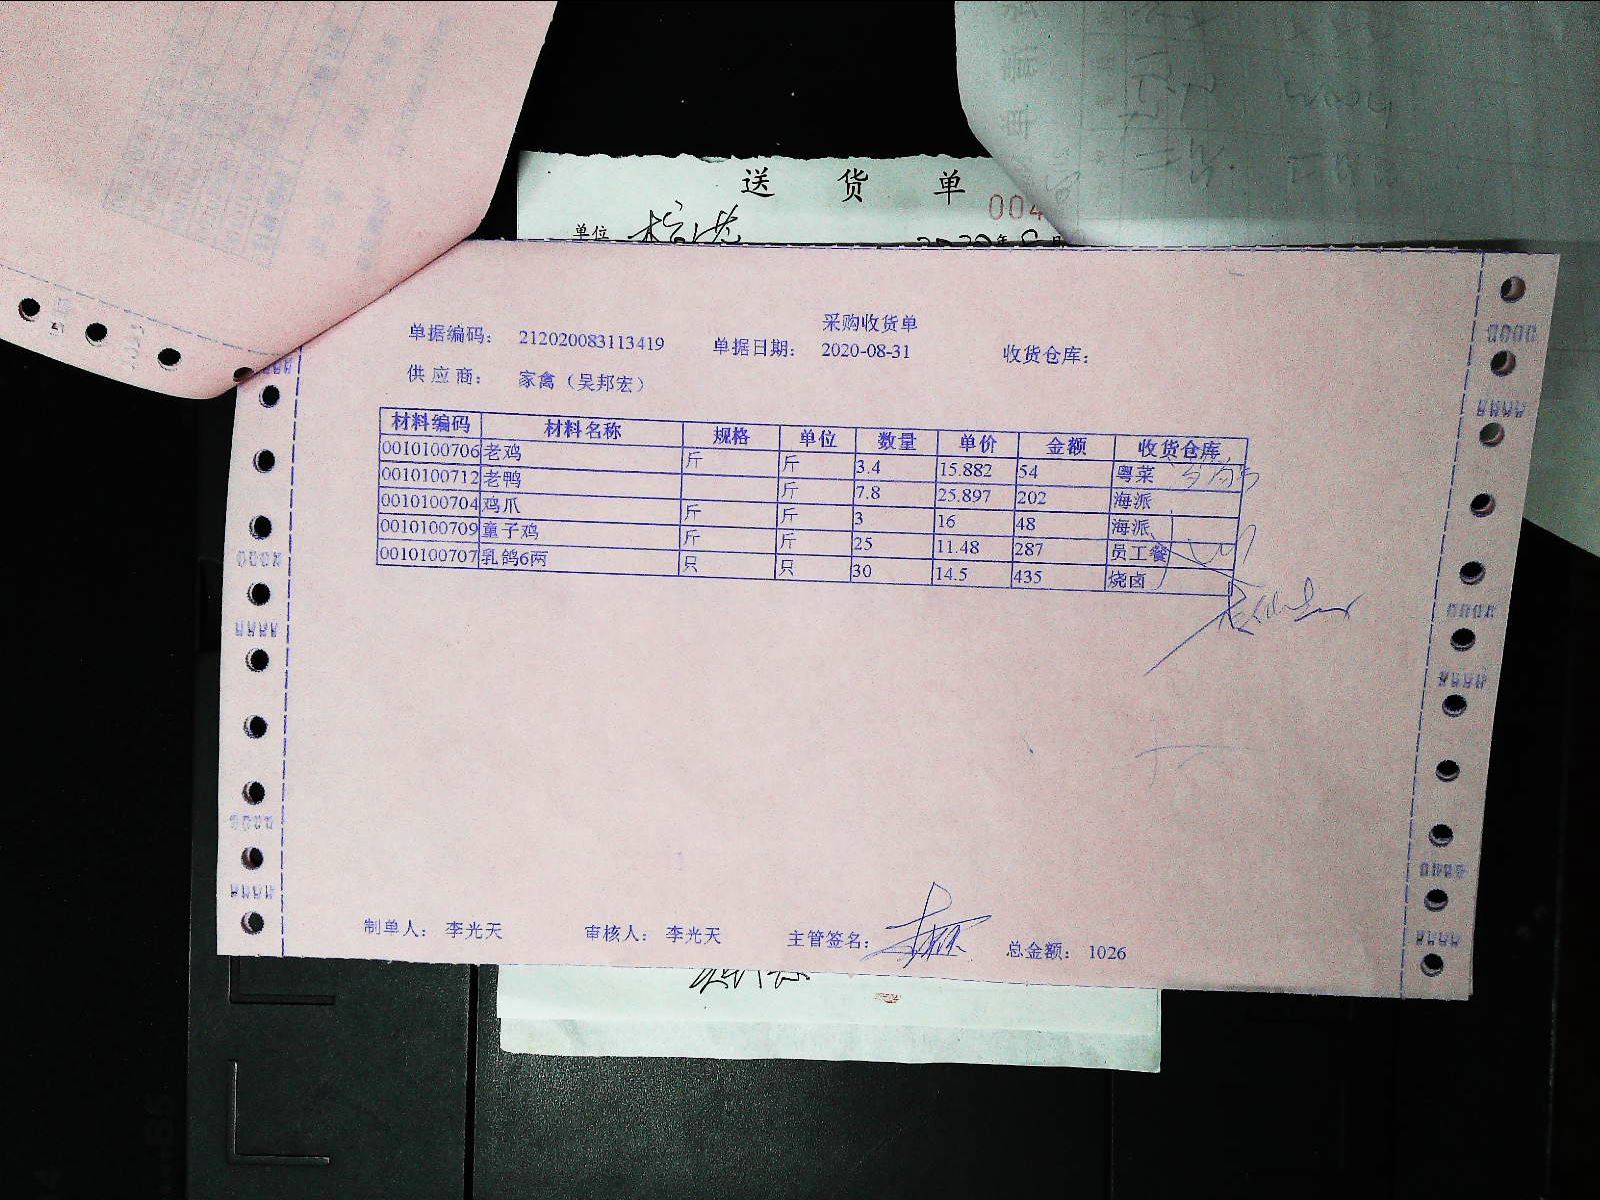 送 货 单
004
单位
采购收货单
单据编码： 212020083113419 单据日期： 2020-08-31 收货仓库：
供 应 商： 家禽（吴邦宏）
材料编码 材料名称 规格 单位 数量 单价 金额 收货仓库
0010100706 老鸡 斤 斤 3.4 15.882 54 粤菜
0010100712 老鸭 斤 7.8 25.897 202 海派
0010100704 鸡爪 斤 斤 3 16 48 海派
0010100709 童子鸡 斤 斤 25 11.48 287 员工餐
0010100707 乳鸽6两 只 只 30 14.5 435 烧卤
制单人： 李光天 审核人： 李光天 主管签名： 总金额： 1026